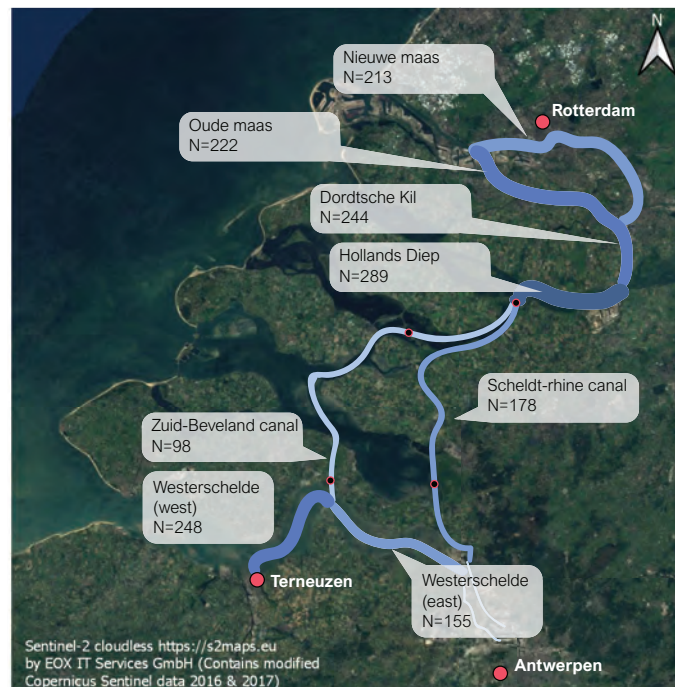 N
Nieuwe maas
N=213
Rotterdam
Oude maas
N=222
Dordtsche Kil
N=244
Hollands Diep
N=289
Scheldt-rhine canal
N=178
Zuid-Beveland canal
N=98
Westerschelde
(west)
N=248
Westerschelde
(east)
N=155
Terneuzen
Antwerpen
Sentinel-2 cloudless https://s2maps.eu
by EOX IT Services GmbH (Contains modified
Copernicus Sentinel data 2016 & 2017)